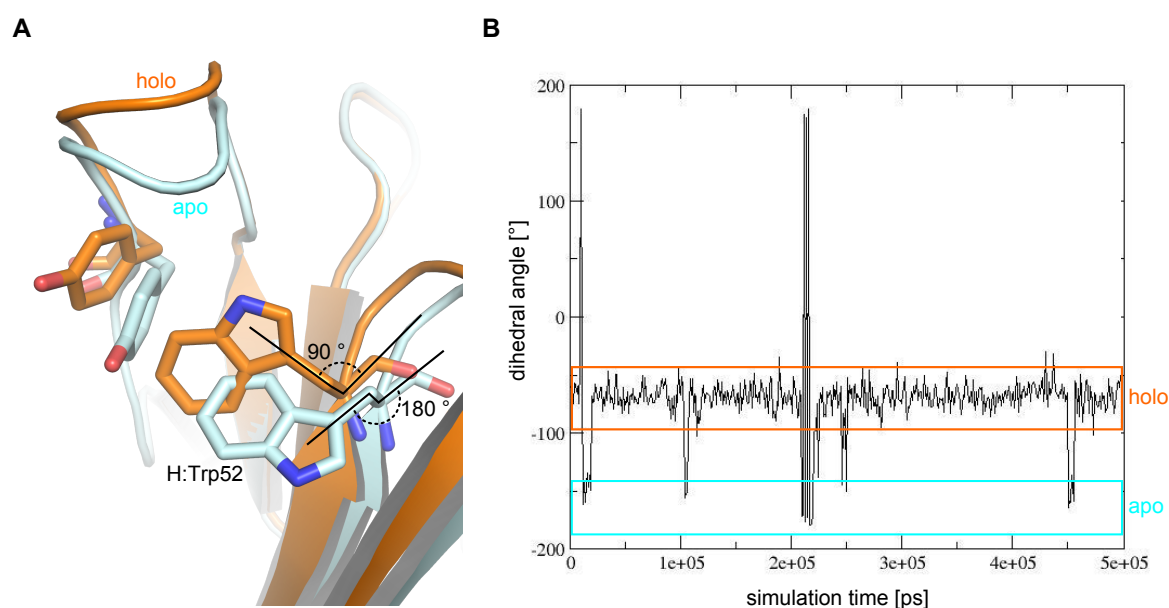 A
holo
apo
90 °
180 °
H:Trp52
B
dihedral angle [°]
200
100
0
-100
-200
holo
apo
0
1e+05
2e+05
3e+05
4e+05
5e+05
simulation time [ps]